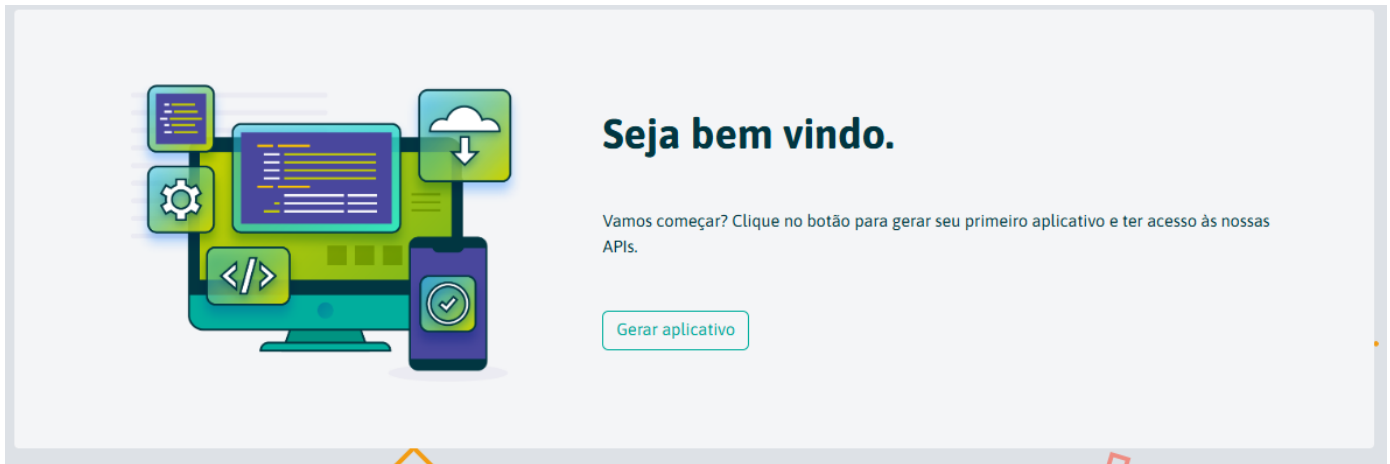 Seja bem vindo.
Vamos começar? Clique no botão para gerar seu primeiro aplicativo e ter acesso às nossas
APIs.
Gerar aplicativo
</>